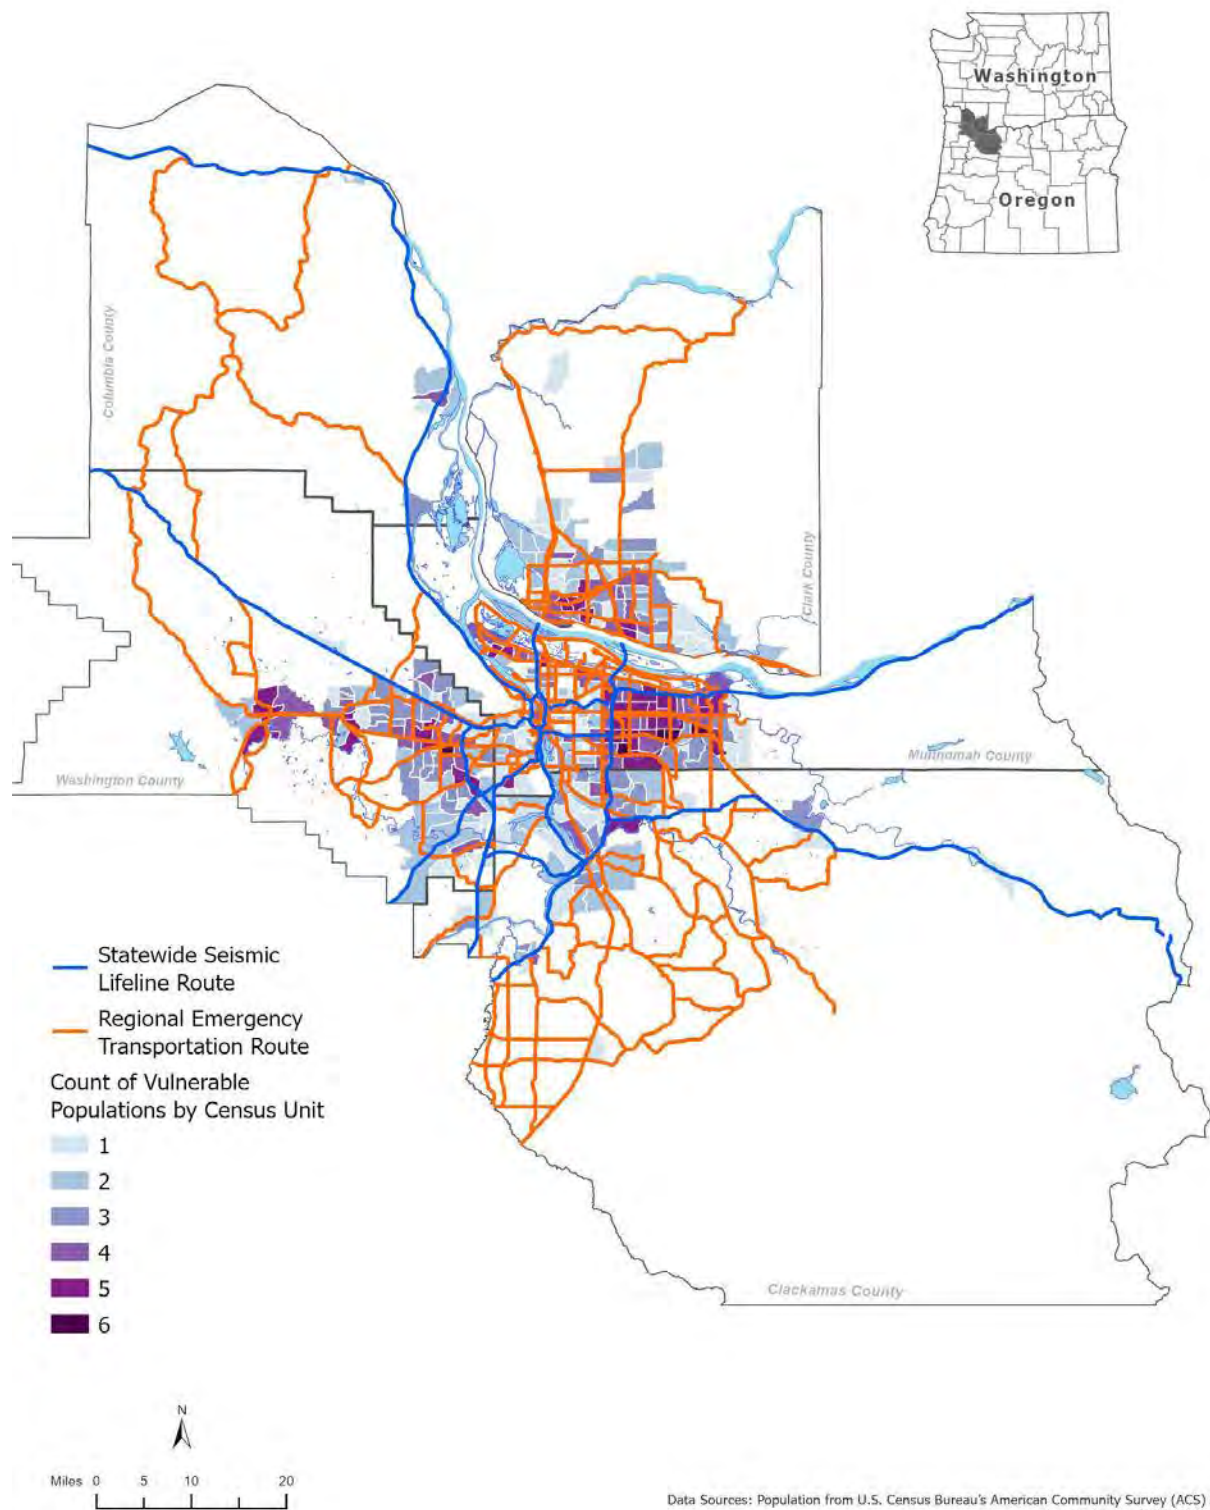 Washington
Oregon
Columbia County
Clark County
Multnomah County
Washington County
Statewide Seismic
Lifeline Route
Regional Emergency
Transportation Route
Count of Vulnerable
Populations by Census Unit
1
2
3
4
5
6
Clackamas County
N
Miles 0 5 10 20
Data Sources: Population from U.S. Census Bureau's American Community Survey (ACS)